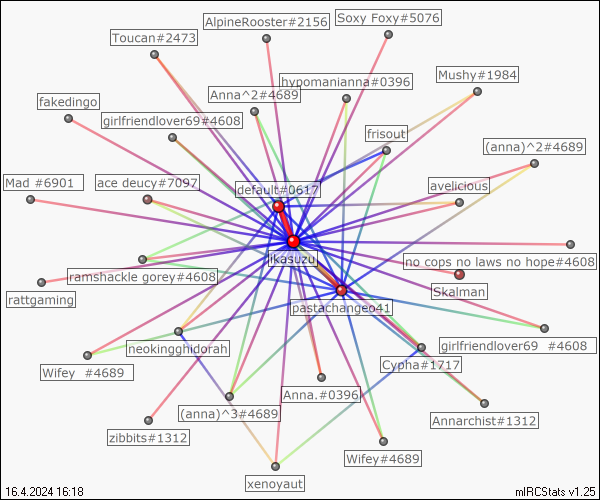 Soxy Foxy#5076
AlpineRooster#2156
Toucan#2473
Mushy#1984
hypomanianna#0396
Anna^2#4689
fakedingo
girlfriendlover69#4608
frisout
(anna)^2#4689
Mad #6901
ace deucy#7097
default#0617
avelicious
likasuzu
no cops no laws no hope#4608
ramshackle gorey#4608
Skalman
rattgaming
pastachangeo41
neokingghidorah
girlfriendlover69 #4608
Cypha#1717
Wifey #4689
Anna.#0396
(anna)^3#4689
Annarchist#1312
zibbits#1312
Wifey#4689
xenoyaut
16.4.2024 16:18
mIRCStats v1.25